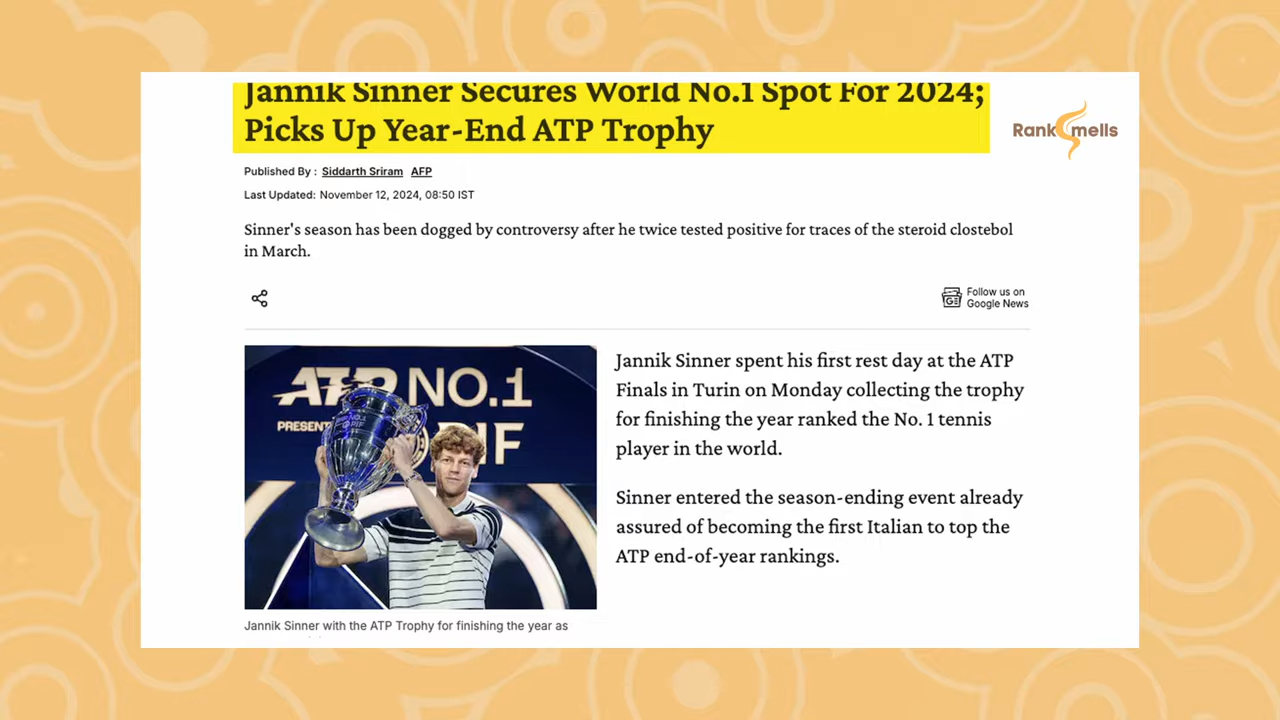 Jannik Sinner Secures World No.1 Spot For 2024;
Picks Up Year-End ATP Trophy
Rank Smells
Published By : Siddarth Sriram AFP
Last Updated: November 12, 2024, 08:50 IST
Sinner's season has been dogged by controversy after he twice tested positive for traces of the steroid clostebol
in March.
Follow us on
Google News
Jannik Sinner spent his first rest day at the ATP
Finals in Turin on Monday collecting the trophy
for finishing the year ranked the No. 1 tennis
player in the world.
Sinner entered the season-ending event already
assured of becoming the first Italian to top the
ATP end-of-year rankings.
ATP NO.1
PRESENT
PIF
NO.1
Jannik Sinner with the ATP Trophy for finishing the year as